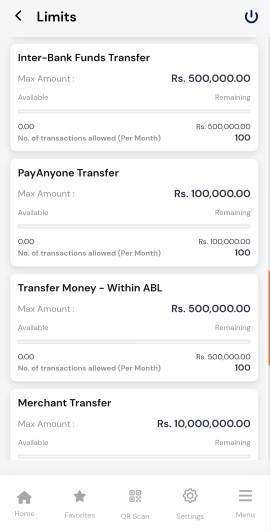 Limits
Inter-Bank Funds Transfer
Max Amount : Rs. 500,000.00
Available Remaining
0.00 Rs. 500,000.00
No. of transactions allowed (Per Month) 100
PayAnyone Transfer
Max Amount : Rs. 100,000.00
Available Remaining
0.00 Rs. 100,000.00
No. of transactions allowed (Per Month) 100
Transfer Money - Within ABL
Max Amount : Rs. 500,000.00
Available Remaining
0.00 Rs. 500,000.00
No. of transactions allowed (Per Month) 100
Merchant Transfer
Max Amount : Rs. 10,000,000.00
Available Remaining
Home Favorites QR Scan Settings Menu